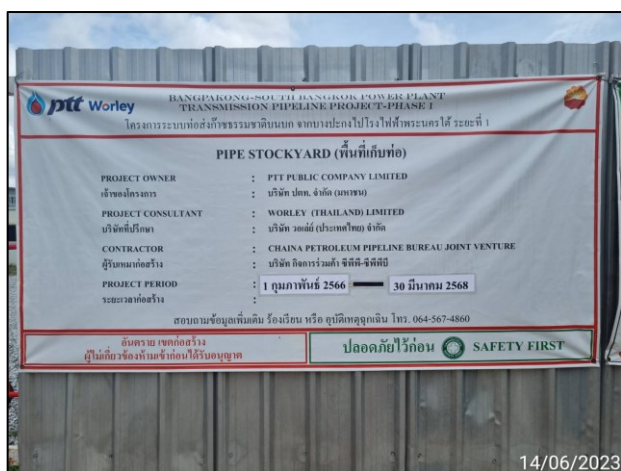 ptt Worley
BANGPAKONG-SOUTH BANGKOK POWER PLANT
TRANSMISSION PIPELINE PROJECT-PHASE 1
โครงการระบบท่อส่งก๊าซธรรมชาติบนบก จากบางปะกงไปโรงไฟฟ้าพระนครใต้ ระยะที่ 1
PIPE STOCKYARD (พื้นที่เก็บท่อ)
PROJECT OWNER : PTT PUBLIC COMPANY LIMITED
เจ้าของโครงการ : บริษัท ปตท. จำกัด (มหาชน)
PROJECT CONSULTANT : WORLEY (THAILAND) LIMITED
บริษัทที่ปรึกษา : บริษัท วอเล่ย์ (ประเทศไทย) จำกัด
CONTRACTOR : CHAINA PETROLEUM PIPELINE BUREAU JOINT VENTURE
ผู้รับเหมาก่อสร้าง : บริษัท กิจการร่วมค้า ซีพีพี-ซีพีพีบี
PROJECT PERIOD : 1 กุมภาพันธ์ 2566 — 30 มีนาคม 2568
ระยะเวลาก่อสร้าง :
สอบถามข้อมูลเพิ่มเติม ร้องเรียน หรือ อุบัติเหตุฉุกเฉิน โทร. 064-567-4860
อันตราย เขตก่อสร้าง
ผู้ไม่เกี่ยวข้องห้ามเข้าก่อนได้รับอนุญาต
ปลอดภัยไว้ก่อน SAFETY FIRST
14/06/2023